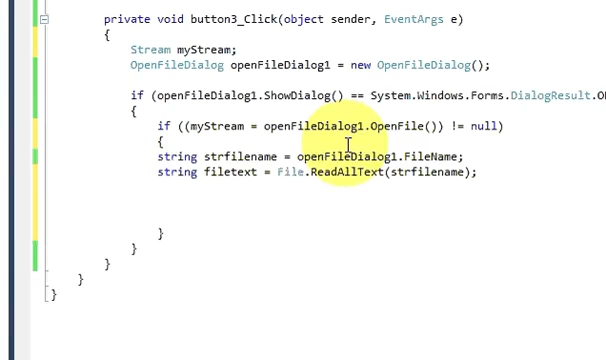 private void button3_Click(object sender, EventArgs e)
{
Stream myStream;
OpenFileDialog openFileDialog1 = new OpenFileDialog();
if (openFileDialog1.ShowDialog() == System.Windows.Forms.DialogResult.
{
if ((myStream = openFileDialog1.OpenFile()) != null)
{
string strfilename = openFileDialog1.FileName;
string filetext = File.ReadAllText(strfilename);
}
}
}
}
}